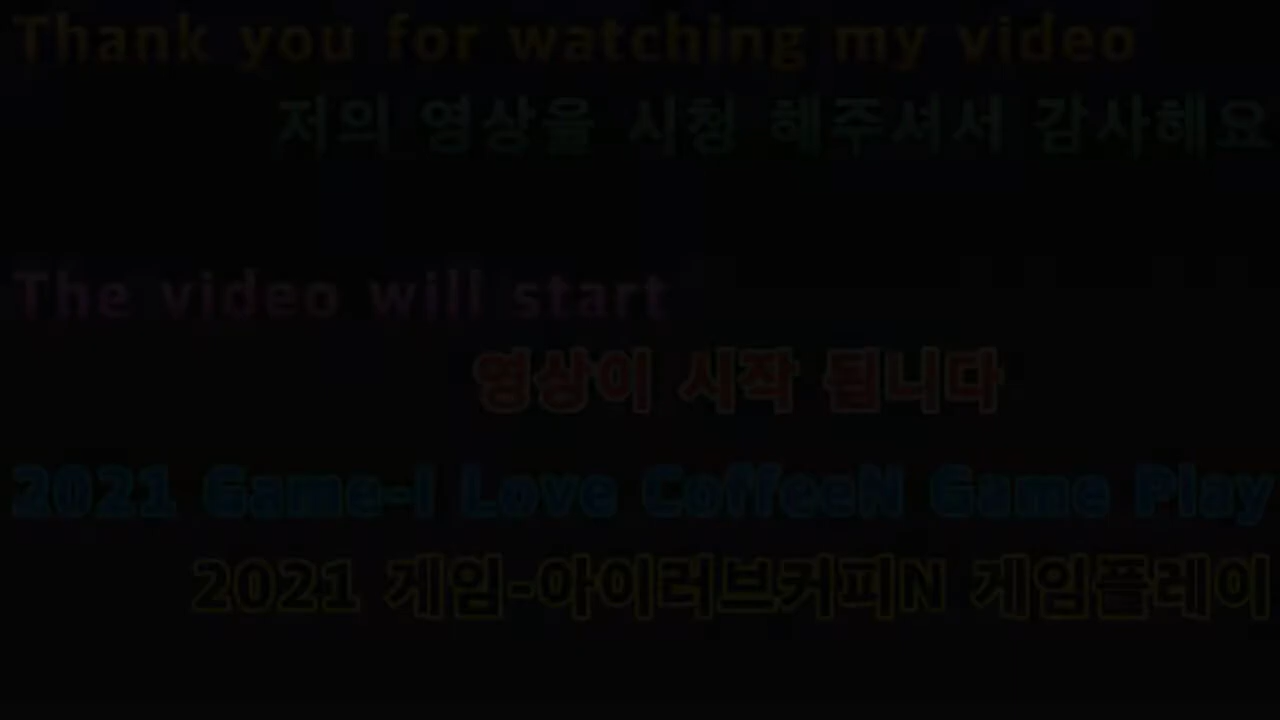 Thank you for watching my video
저의 영상을 시청 해주셔서 감사해요
The video will start
영상이 시작 됩니다
2021 Game-I Love CoffeeN Game Play
2021 게임-아이러브커피N 게임플레이